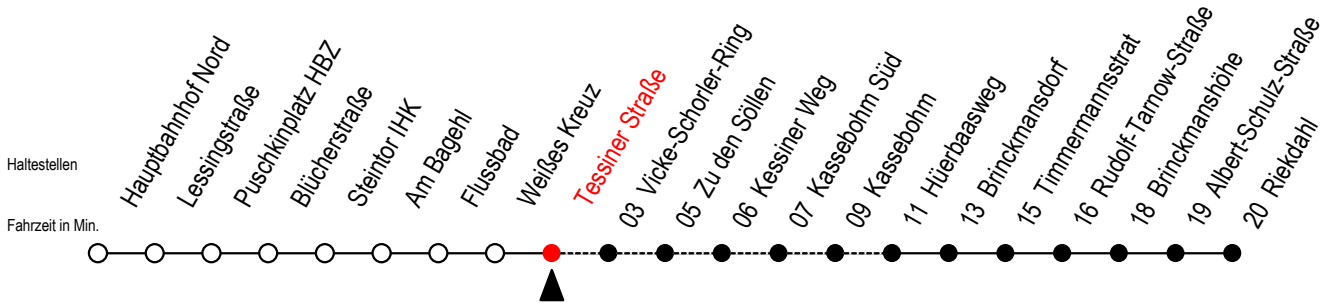 Haltestellen
Fahrzeit in Min.
Hauptbahnhof Nord
Lessingstraße
Puschkinplatz HBZ
Blücherstraße
Steintor IHK
Am Bagehl
Flussbad
Weißes Kreuz
Tessiner Straße
03 Vicke-Schorler-Ring
05 Zu den Söllen
06 Kessiner Weg
07 Kassebohm Süd
09 Kassebohm
11 Hüerbaasweg
13 Brinckmansdorf
15 Timmermannsstrat
16 Rudolf-Tarnow-Straße
18 Brinckmanshöhe
19 Albert-Schulz-Straße
20 Riekdahl